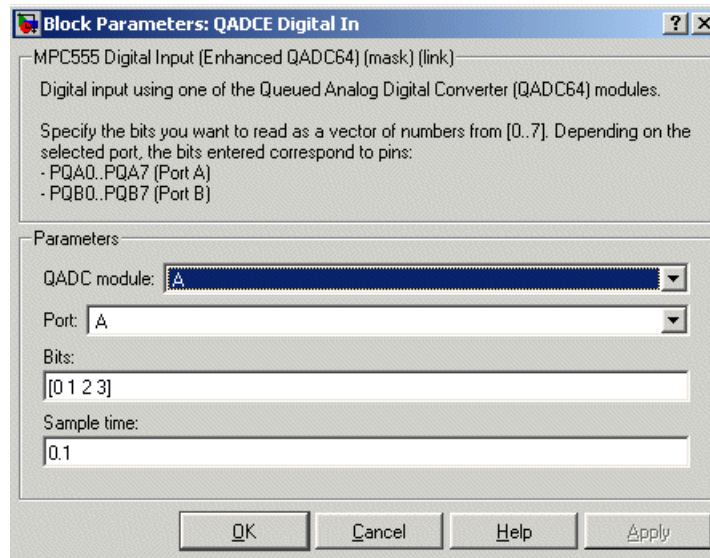 Block Parameters: QADCE Digital In
MPC555 Digital Input (Enhanced QADC64) (mask) (link)
Digital input using one of the Queued Analog Digital Converter (QADC64) modules.
Specify the bits you want to read as a vector of numbers from [0..7]. Depending on the
selected port, the bits entered correspond to pins:
- PQA0..PQA7 (Port A)
- PQB0..PQB7 (Port B)
Parameters
QADC module: A
Port: A
Bits:
[0 1 2 3]
Sample time:
0.1
OK Cancel Help Apply